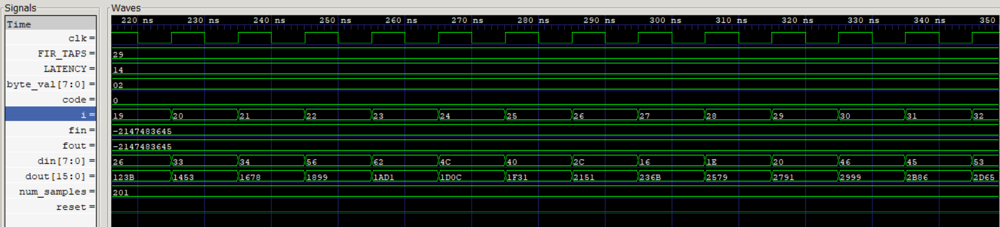 Signals Waves
Time 220 ns 230 ns 240 ns 250 ns 260 ns 270 ns 280 ns 290 ns 300 ns 310 ns 320 ns 330 ns 340 ns 350
clk=
FIR_TAPS= 29
LATENCY= 14
byte_val[7:0]= 02
code= 0
i= 19 20 21 22 23 24 25 26 27 28 29 30 31 32
fin= -2147483645
fout= -2147483645
din[7:0]= 26 33 34 56 62 4C 40 2C 16 1E 20 46 45 53
dout[15:0]= 123B 1453 1678 1899 1AD1 1D0C 1F31 2151 236B 2579 2791 2999 2B86 2D65
num_samples= 201
reset=